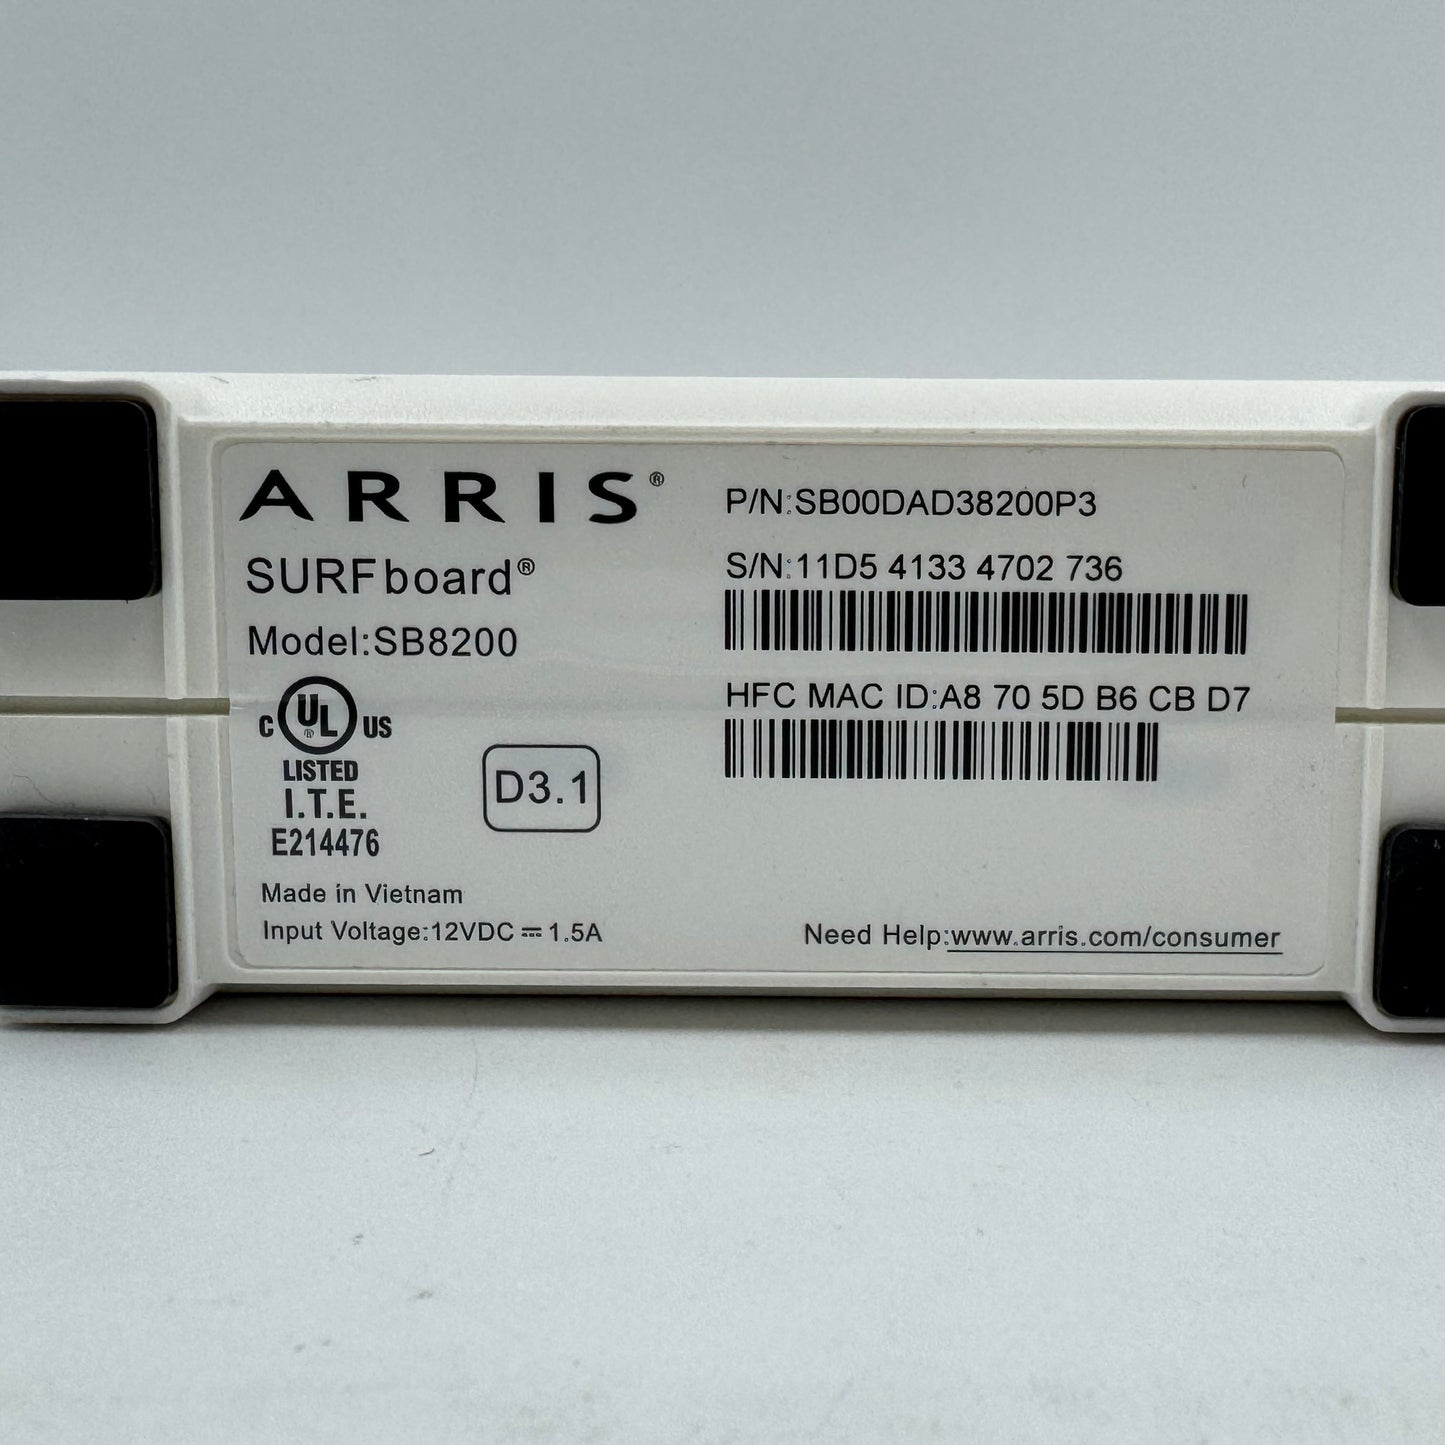 ARRIS®
SURFboard®
Model:SB8200
C UL® US
LISTED
I.T.E.
E214476
D3.1
Made in Vietnam
Input Voltage:12VDC ⎓ 1.5A
P/N:SB00DAD38200P3
S/N:11D5 4133 4702 736
HFC MAC ID:A8 70 5D B6 CB D7
Need Help:www.arris.com/consumer